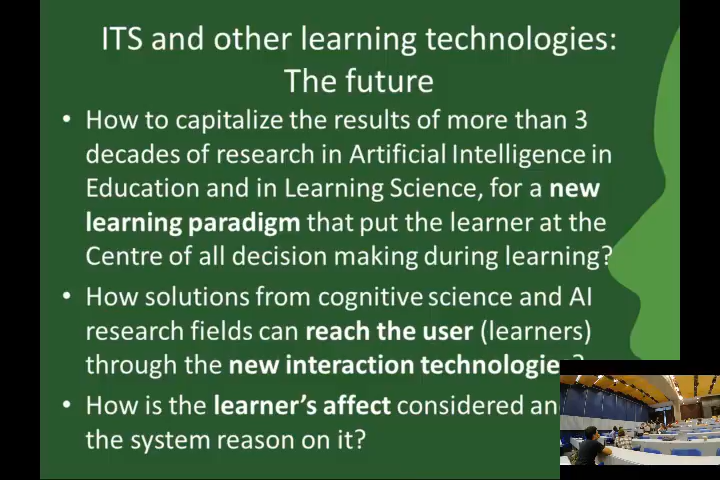 ITS and other learning technologies:
The future
• How to capitalize the results of more than 3
decades of research in Artificial Intelligence in
Education and in Learning Science, for a new
learning paradigm that put the learner at the
Centre of all decision making during learning?
• How solutions from cognitive science and AI
research fields can reach the user (learners)
through the new interaction technologies?
• How is the learner's affect considered an
the system reason on it?